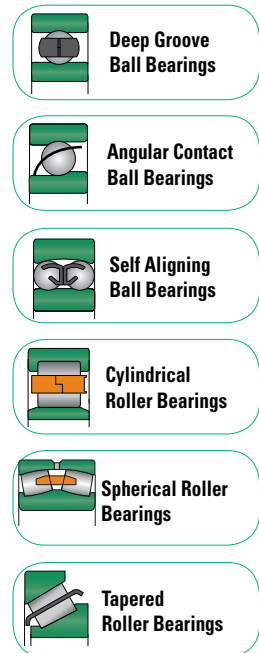 Deep Groove
Ball Bearings
Angular Contact
Ball Bearings
Self Aligning
Ball Bearings
Cylindrical
Roller Bearings
Spherical Roller
Bearings
Tapered
Roller Bearings